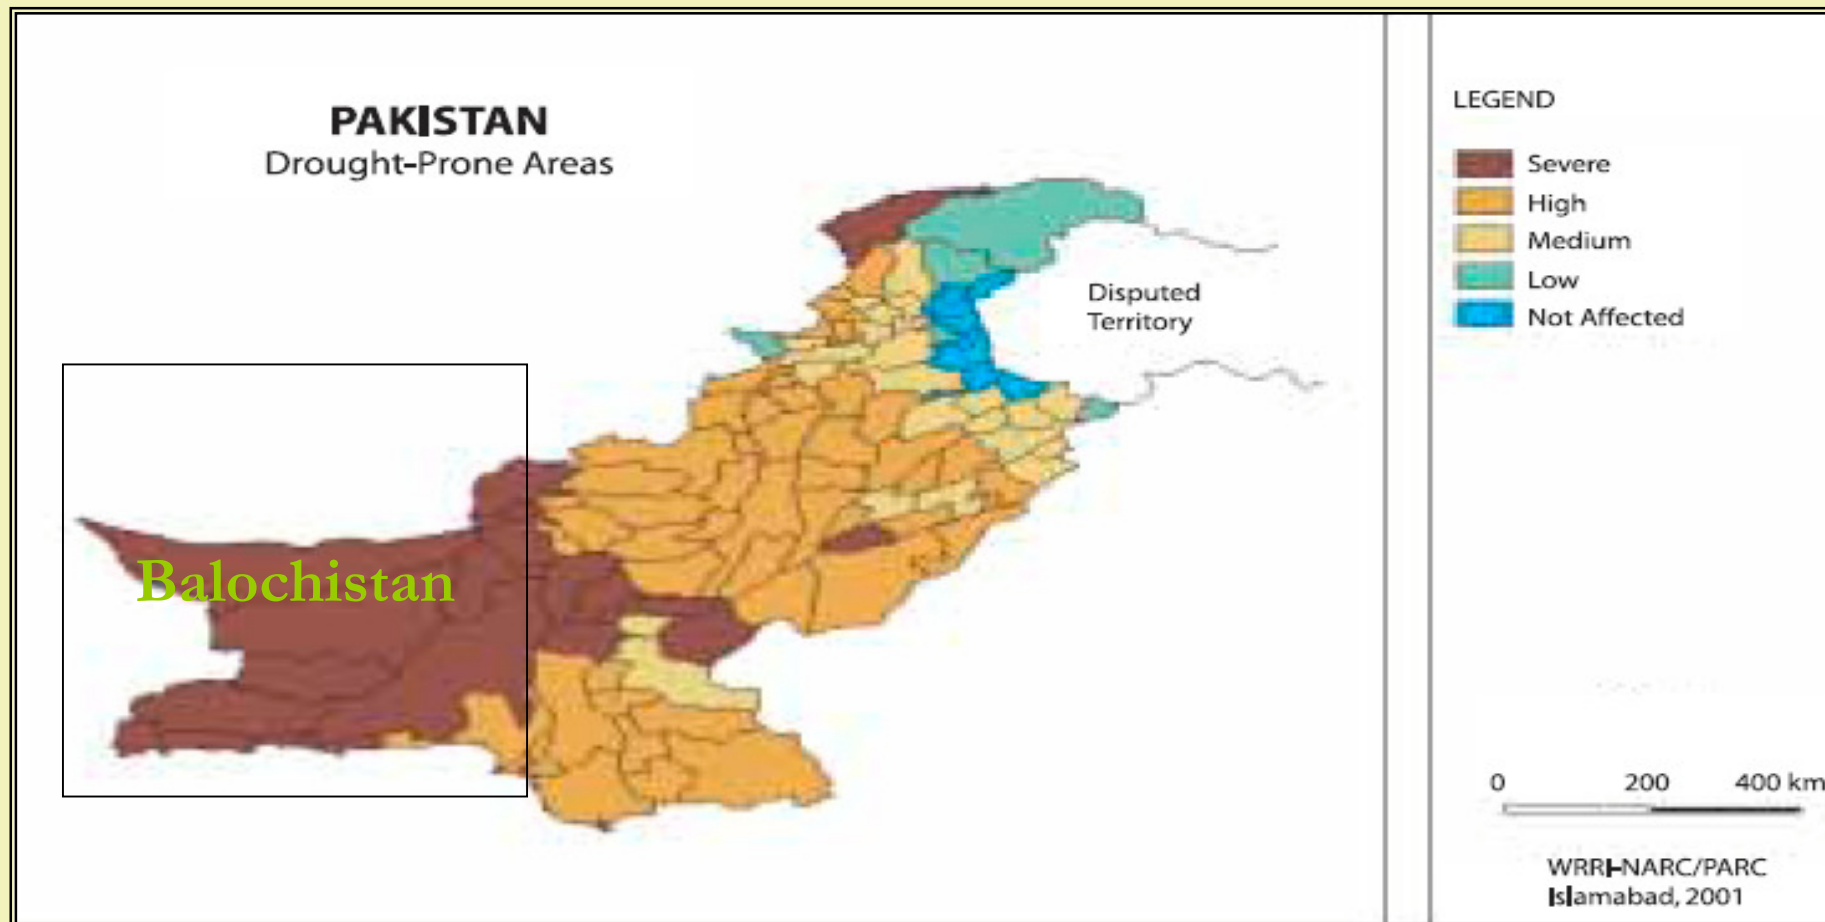 PAKISTAN
Drought-Prone Areas
Disputed
Territory
Balochistan
LEGEND
Severe
High
Medium
Low
Not Affected
0 200 400 km
WRRI-NARC/PARC
Islamabad, 2001